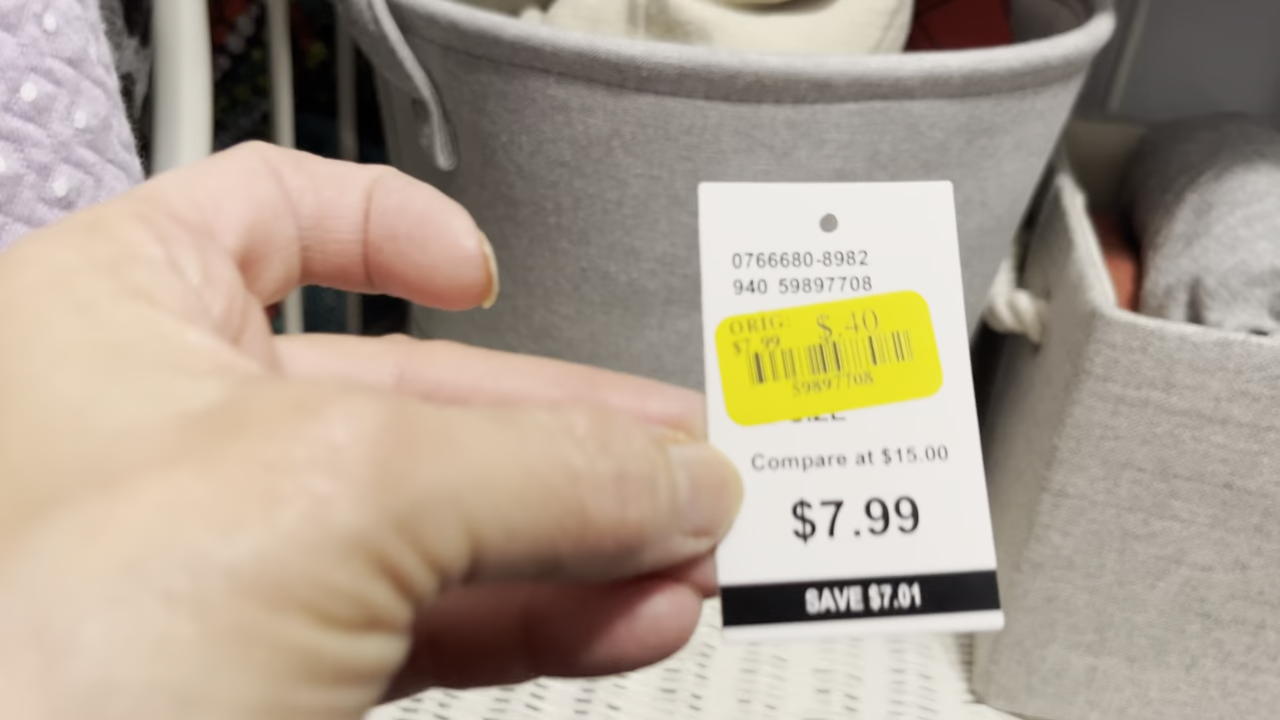 0766680-8982
940 59897708
ORIG: $.40
$7.99
59897708
Compare at $15.00
$7.99
SAVE $7.01